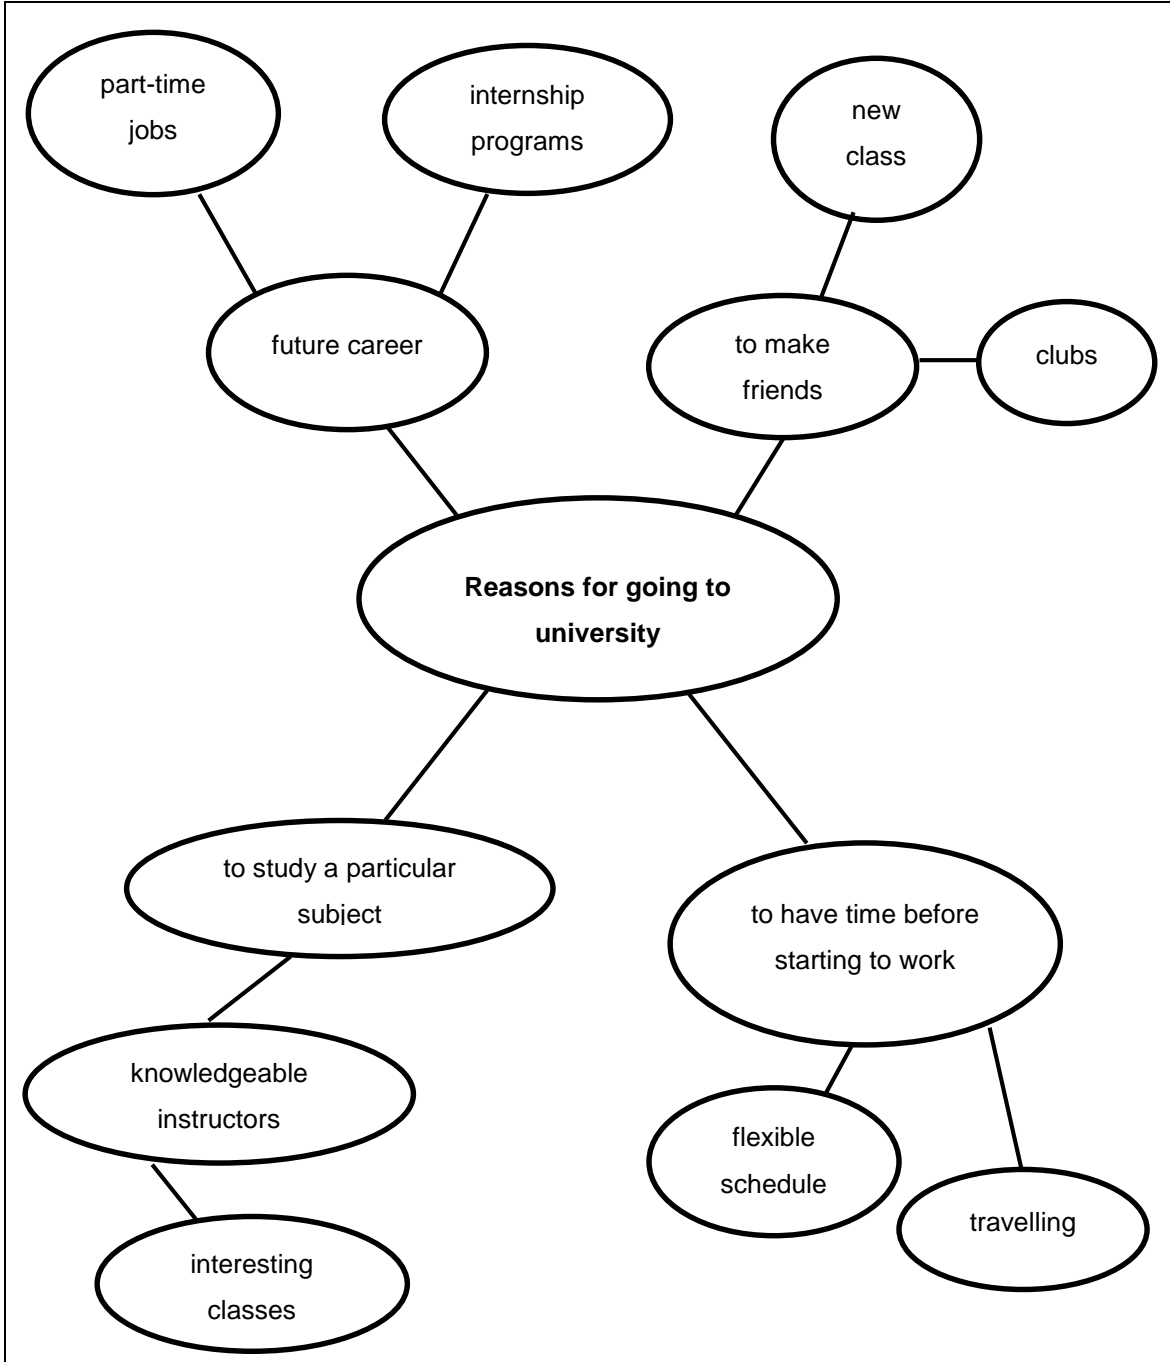 part-time
jobs
internship
programs
new
class
future career
to make
friends
clubs
Reasons for going to
university
to study a particular
subject
to have time before
starting to work
knowledgeable
instructors
flexible
schedule
travelling
interesting
classes